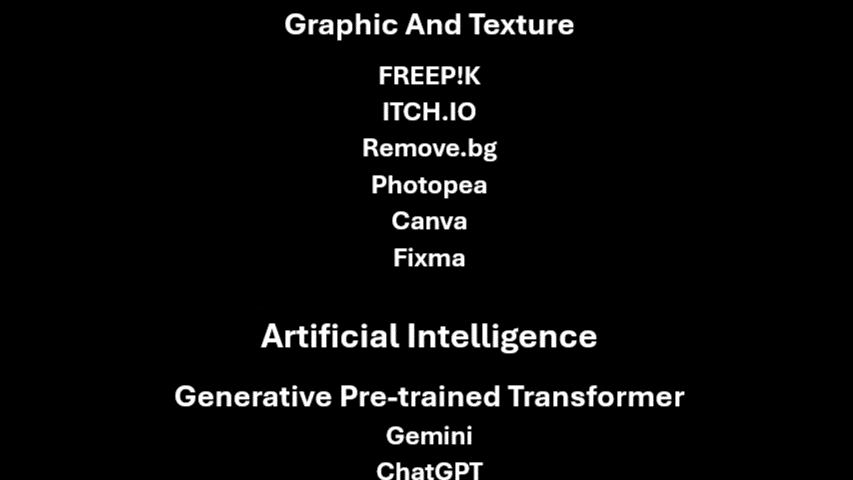 Graphic And Texture
FREEP!K
ITCH.IO
Remove.bg
Photopea
Canva
Fixma
Artificial Intelligence
Generative Pre-trained Transformer
Gemini
ChatGPT